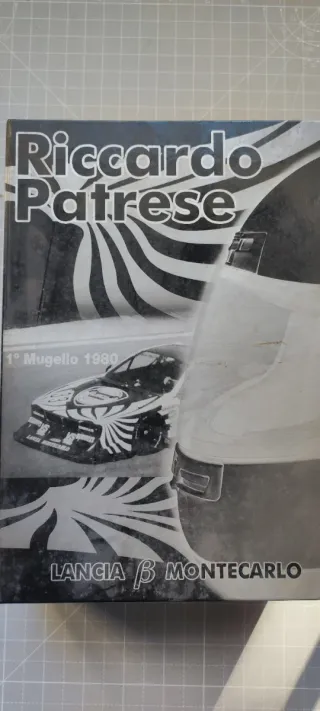 Riccardo
Patrese
1° Mugello 1980
LANCIA β MONTECARLO